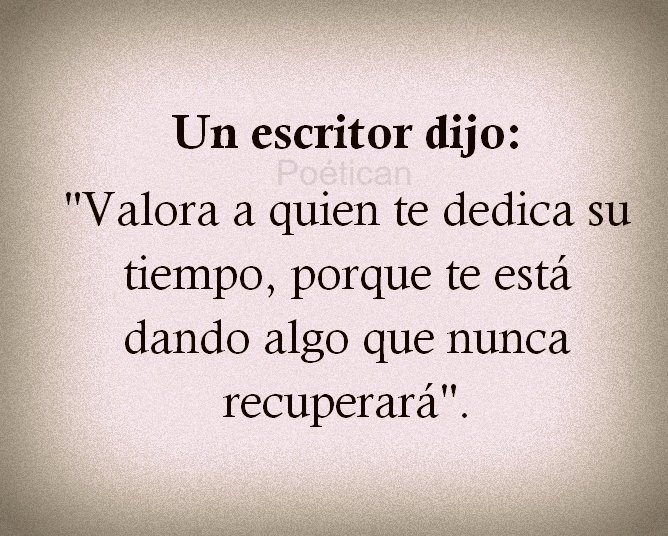 Un escritor dijo:
Poétican
"Valora a quien te dedica su
tiempo, porque te está
dando algo que nunca
recuperará".